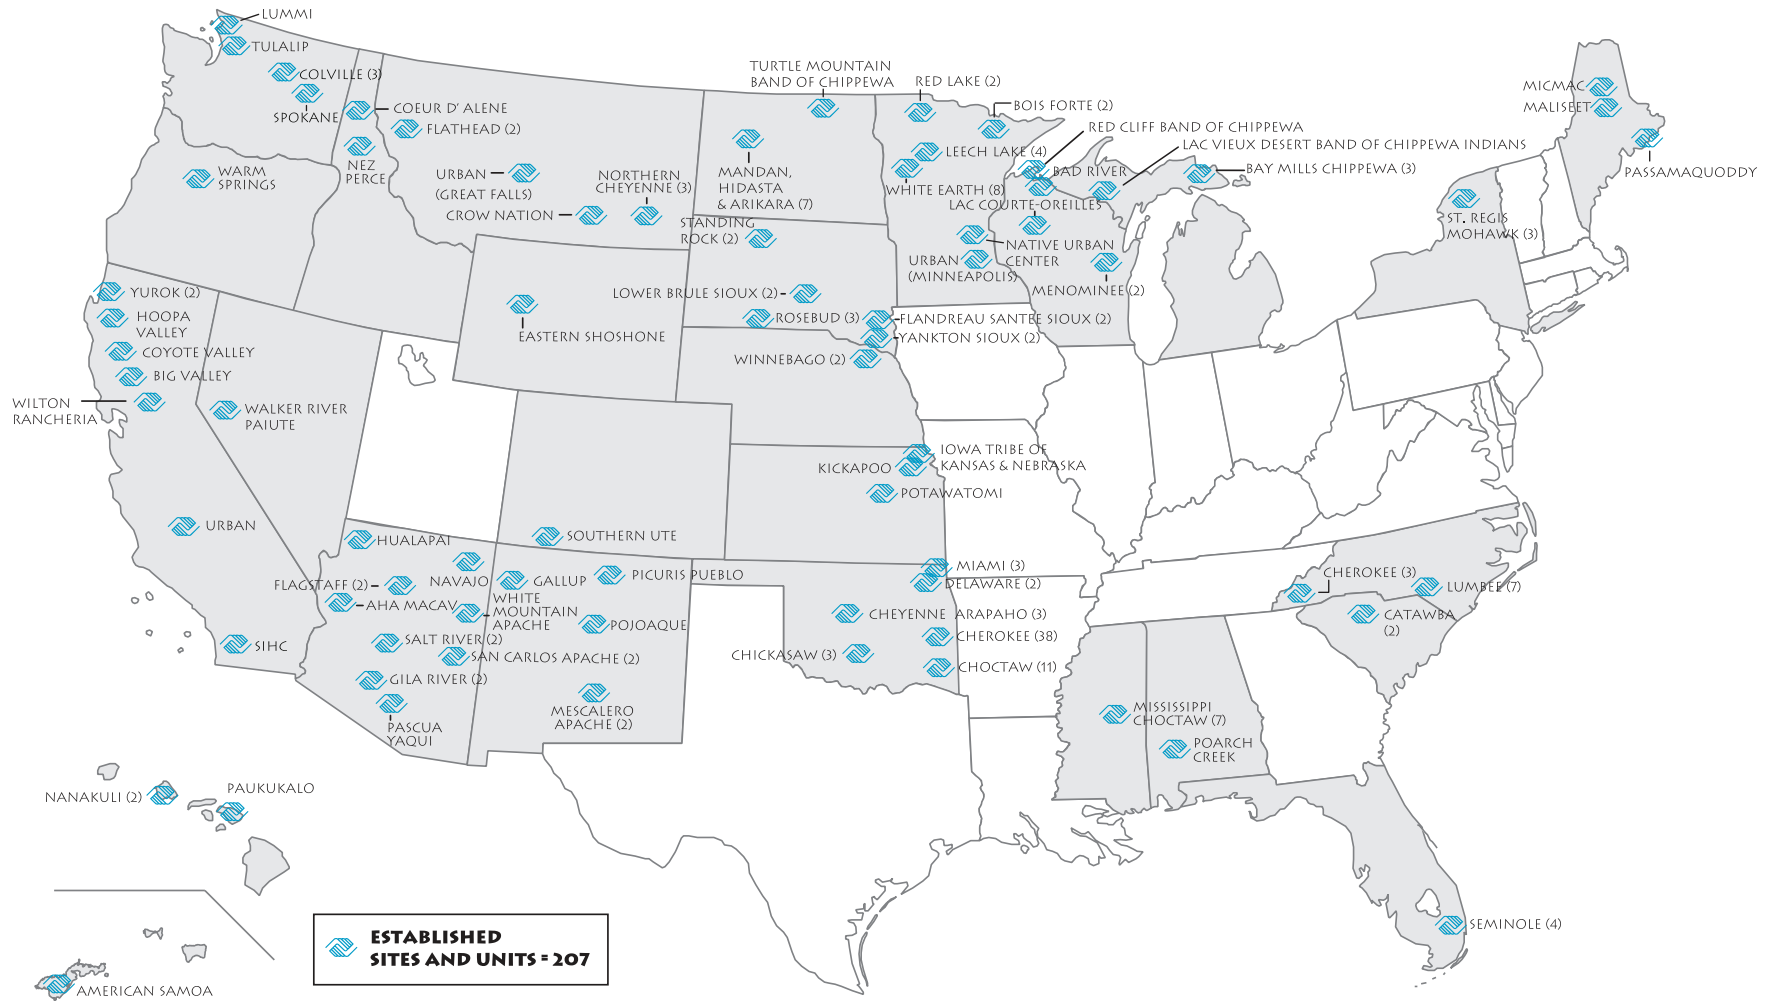 LUMMI
TULALIP
COLVILLE (3)
SPOKANE
COEUR D' ALENE
FLATHEAD (2)
NEZ
PERCE
WARM
SPRINGS
URBAN
(GREAT FALLS)
CROW NATION
NORTHERN
CHEYENNE (3)
TURTLE MOUNTAIN
BAND OF CHIPPEWA
MANDAN,
HIDASTA
& ARIKARA (7)
STANDING
ROCK (2)
RED LAKE (2)
BOIS FORTE (2)
LEECH LAKE (4)
WHITE EARTH (8)
RED CLIFF BAND OF CHIPPEWA
LAC VIEUX DESERT BAND OF CHIPPEWA INDIANS
BAD RIVER
BAY MILLS CHIPPEWA (3)
LAC COURTE-OREILLES
NATIVE URBAN
CENTER
URBAN
(MINNEAPOLIS)
MENOMINEE (2)
MICMAC
MALISEET
PASSAMAQUODDY
ST. REGIS
MOHAWK (3)
YUROK (2)
HOOPA
VALLEY
COYOTE VALLEY
BIG VALLEY
WILTON
RANCHERIA
WALKER RIVER
PAIUTE
EASTERN SHOSHONE
LOWER BRULE SIOUX (2)
ROSEBUD (3)
FLANDREAU SANTEE SIOUX (2)
YANKTON SIOUX (2)
WINNEBAGO (2)
IOWA TRIBE OF
KANSAS & NEBRASKA
KICKAPOO
POTAWATOMI
URBAN
SIHC
HUALAPAI
NAVAJO
FLAGSTAFF (2)
AHA MACAV
SOUTHERN UTE
GALLUP
PICURIS PUEBLO
WHITE
MOUNTAIN
APACHE
POJOAQUE
SALT RIVER (2)
SAN CARLOS APACHE (2)
GILA RIVER (2)
PASCUA
YAQUI
MESCALERO
APACHE (2)
MIAMI (3)
DELAWARE (2)
CHEYENNE ARAPAHO (3)
CHEROKEE (38)
CHICKASAW (3)
CHOCTAW (11)
CHEROKEE (3)
LUMBEE (7)
CATAWBA
(2)
MISSISSIPPI
CHOCTAW (7)
POARCH
CREEK
SEMINOLE (4)
NANAKULI (2)
PAUKUKALO
AMERICAN SAMOA
ESTABLISHED
SITES AND UNITS = 207